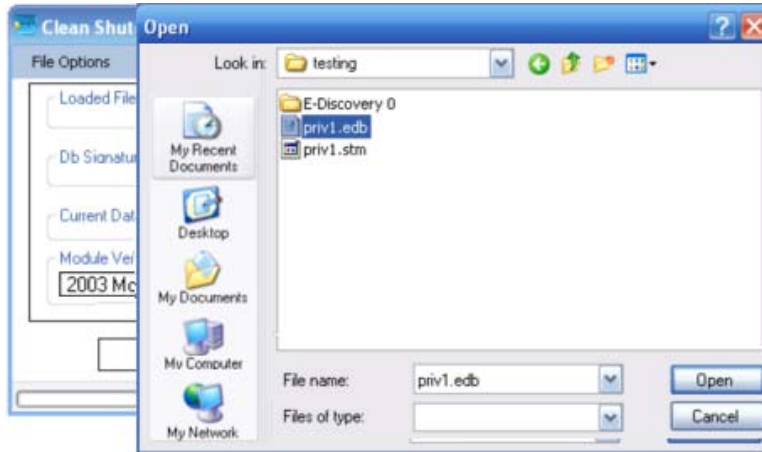 Clean Shut
File Options
Loaded File
Db Signatur
Current Dat
Module Ver
2003 Mo
Open
Look in:
testing
My Recent Documents
Desktop
My Documents
My Computer
My Network
E-Discovery 0
priv1.edb
priv1.stm
File name:
priv1.edb
Open
Files of type:
Cancel